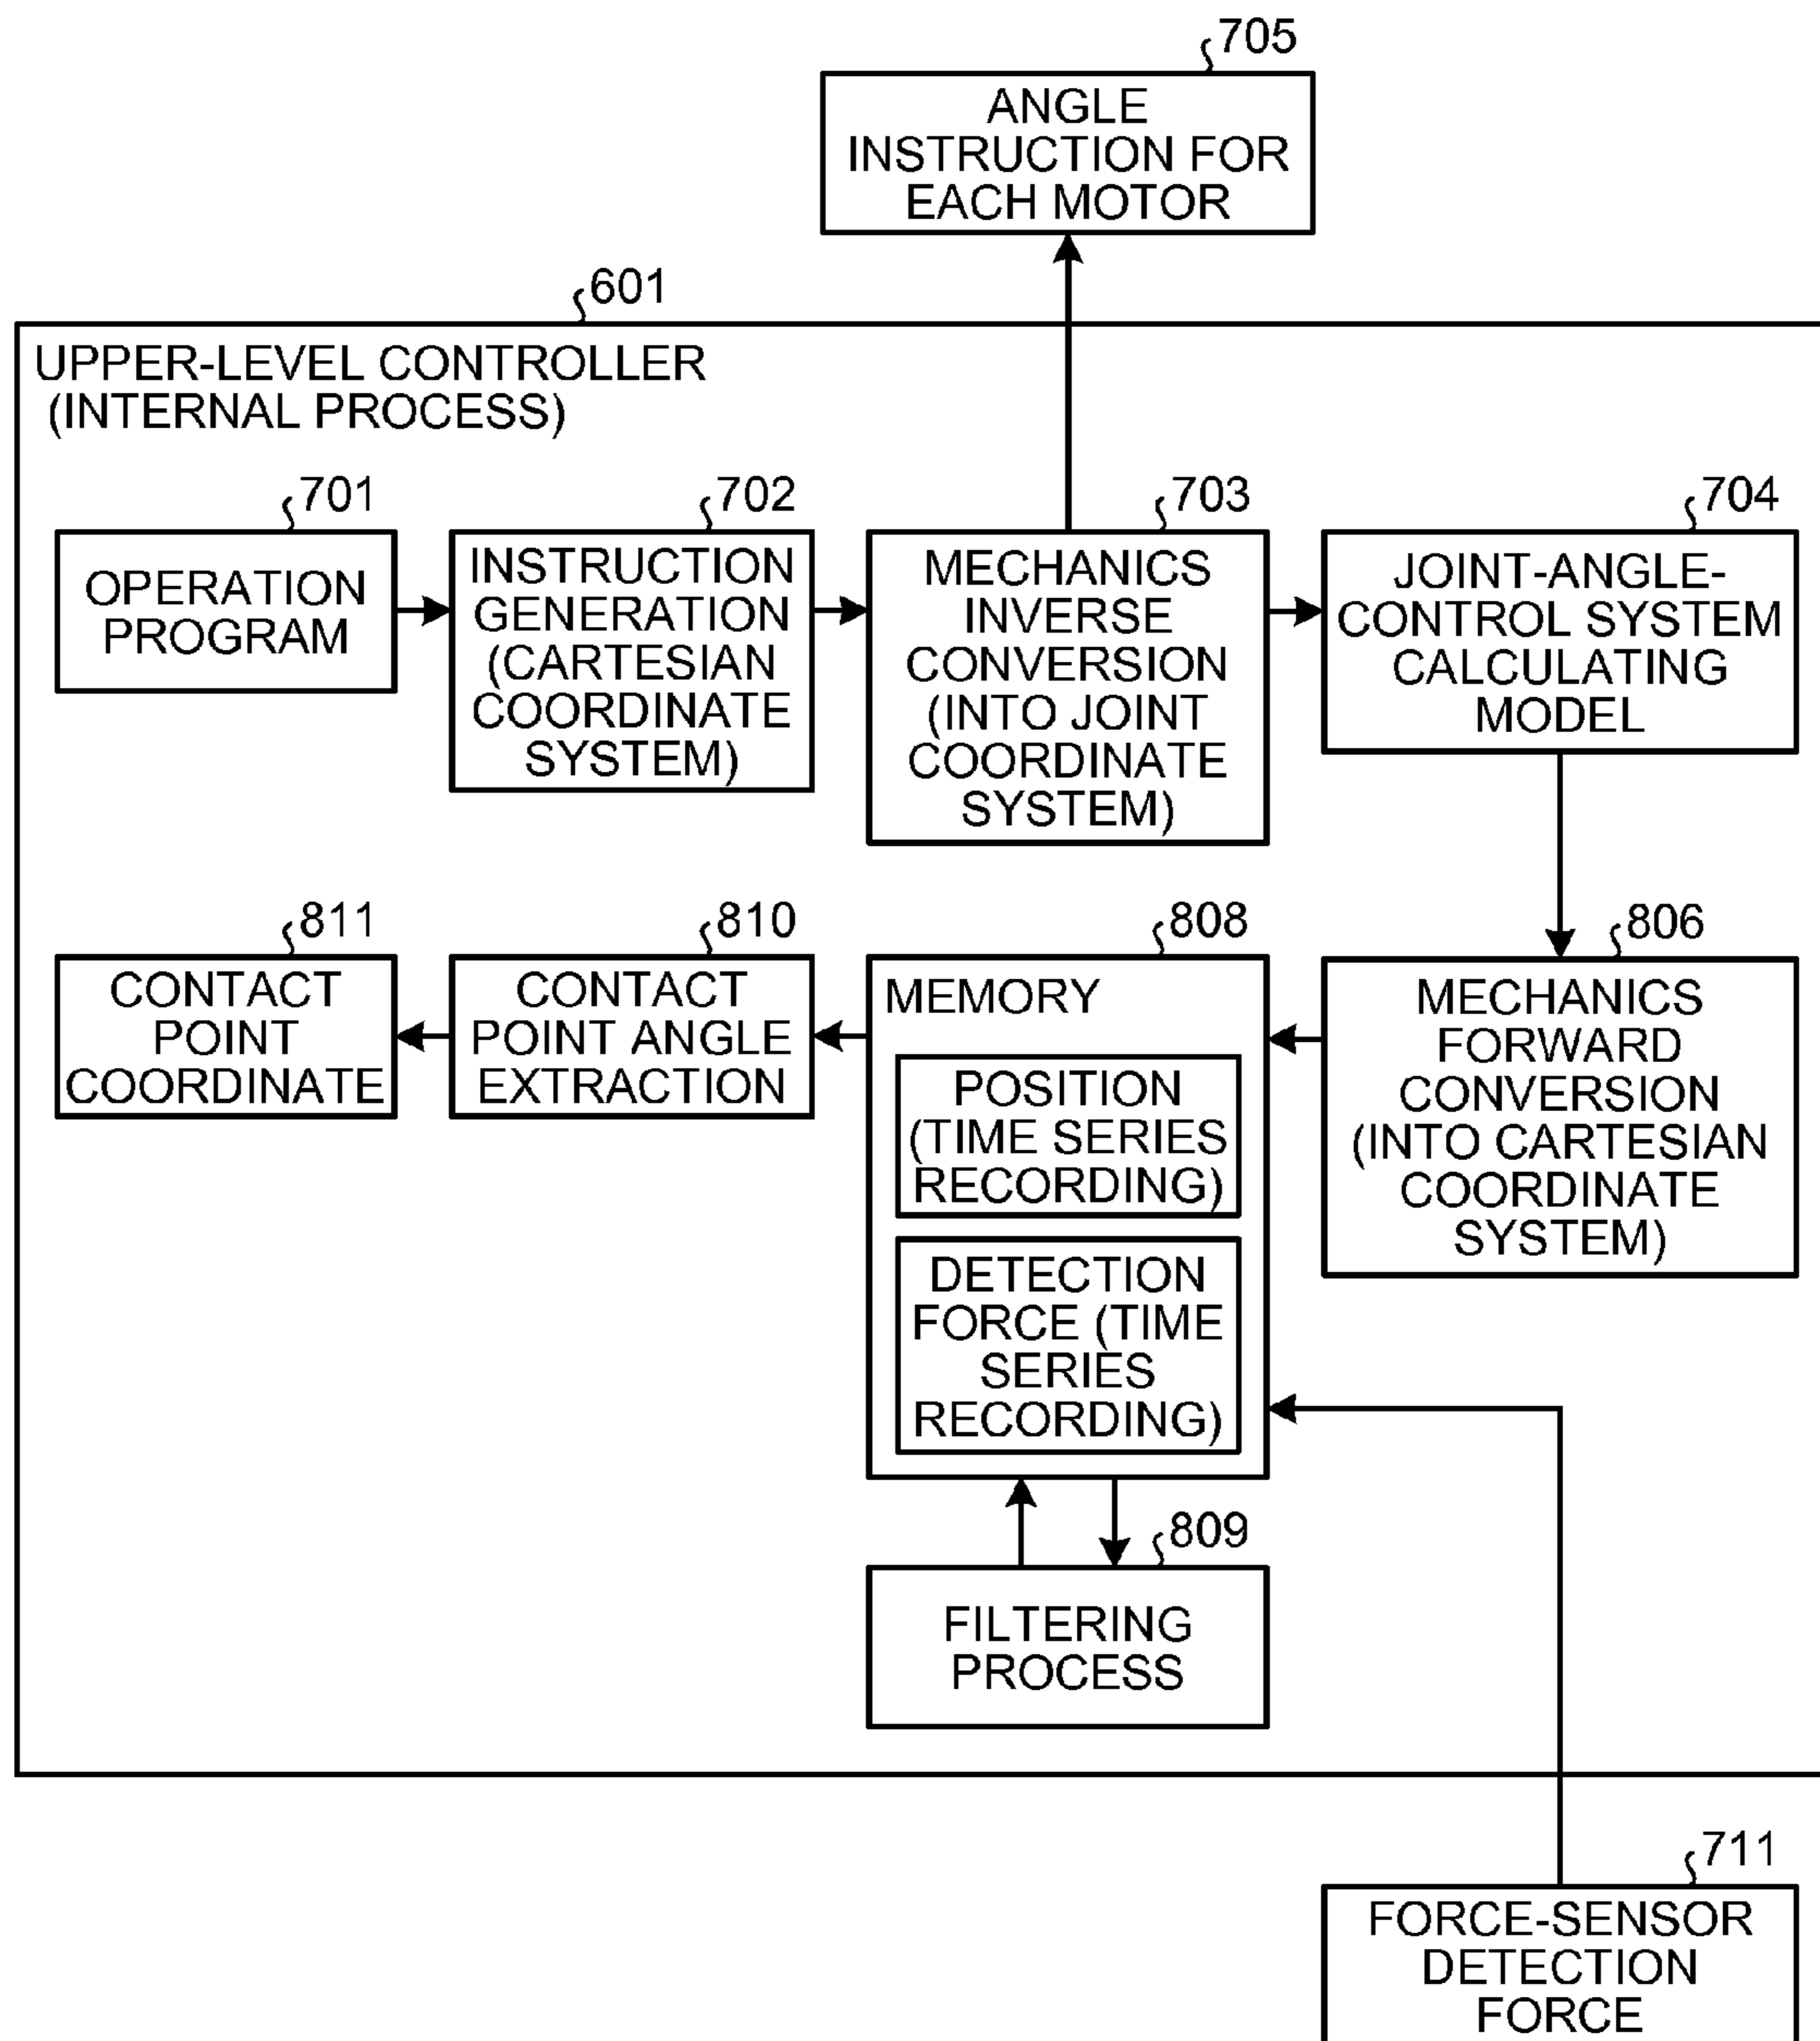 705
ANGLE
INSTRUCTION FOR
EACH MOTOR
601
UPPER-LEVEL CONTROLLER
(INTERNAL PROCESS)
701
OPERATION
PROGRAM
702
INSTRUCTION
GENERATION
(CARTESIAN
COORDINATE
SYSTEM)
703
MECHANICS
INVERSE
CONVERSION
(INTO JOINT
COORDINATE
SYSTEM)
704
JOINT-ANGLE-
CONTROL SYSTEM
CALCULATING
MODEL
811
CONTACT
POINT
COORDINATE
810
CONTACT
POINT ANGLE
EXTRACTION
808
MEMORY
POSITION
(TIME SERIES
RECORDING)
DETECTION
FORCE (TIME
SERIES
RECORDING)
806
MECHANICS
FORWARD
CONVERSION
(INTO CARTESIAN
COORDINATE
SYSTEM)
809
FILTERING
PROCESS
711
FORCE-SENSOR
DETECTION
FORCE